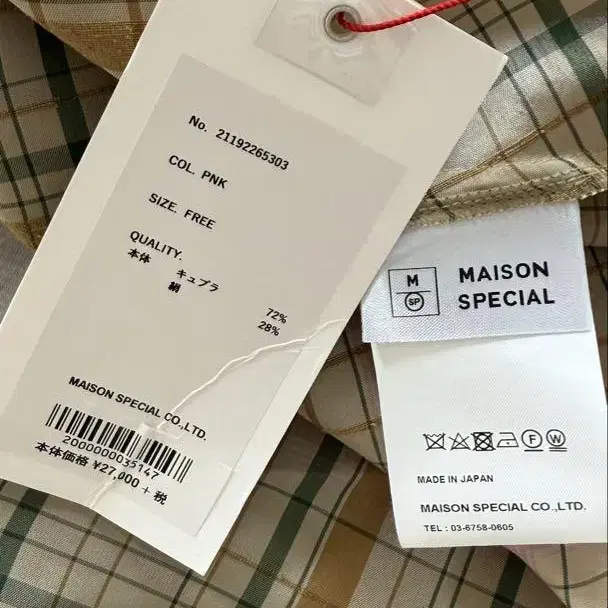 No. 21192265303
COL. PNK
SIZE. FREE
QUALITY.
本体 キュプラ 72%
絹 28%
MAISON SPECIAL CO.,LTD.
2000000035147
本体価格 ¥27,000 + 税
M
SP
MAISON
SPECIAL
F W
MADE IN JAPAN
MAISON SPECIAL CO.,LTD.
TEL : 03-6758-0605